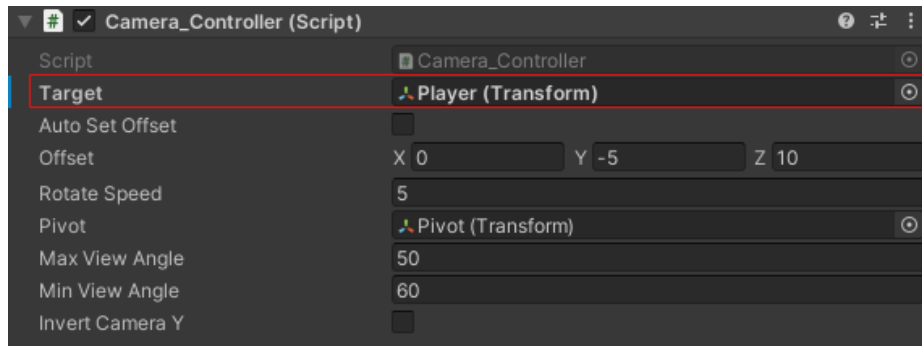 Camera_Controller (Script)
Script Camera_Controller
Target Player (Transform)
Auto Set Offset
Offset X 0 Y -5 Z 10
Rotate Speed 5
Pivot Pivot (Transform)
Max View Angle 50
Min View Angle 60
Invert Camera Y